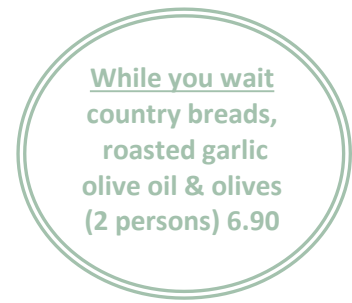 While you wait
country breads,
roasted garlic
olive oil & olives
(2 persons) 6.90